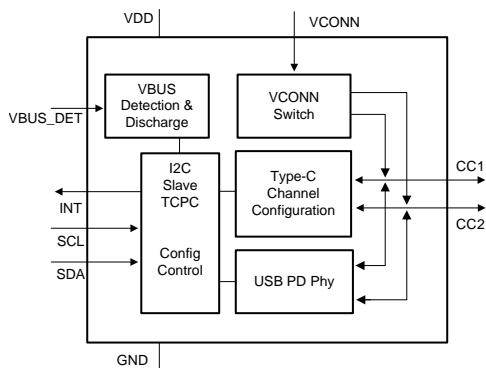 VDD
VCONN
VBUS
Detection &
Discharge
VBUS_DET
VCONN
Switch
I2C
Slave
TCPC
Config
Control
Type-C
Channel
Configuration
CC1
CC2
INT
SCL
SDA
USB PD Phy
GND